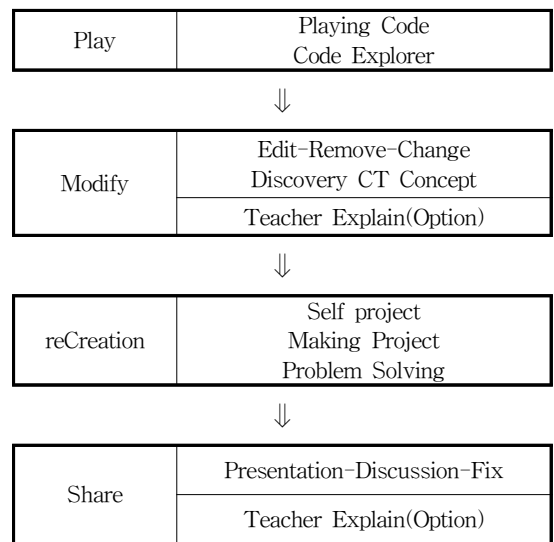 Play
Playing Code
Code Explorer
⇓
Modify
Edit-Remove-Change
Discovery CT Concept
Teacher Explain(Option)
⇓
reCreation
Self project
Making Project
Problem Solving
⇓
Share
Presentation-Discussion-Fix
Teacher Explain(Option)